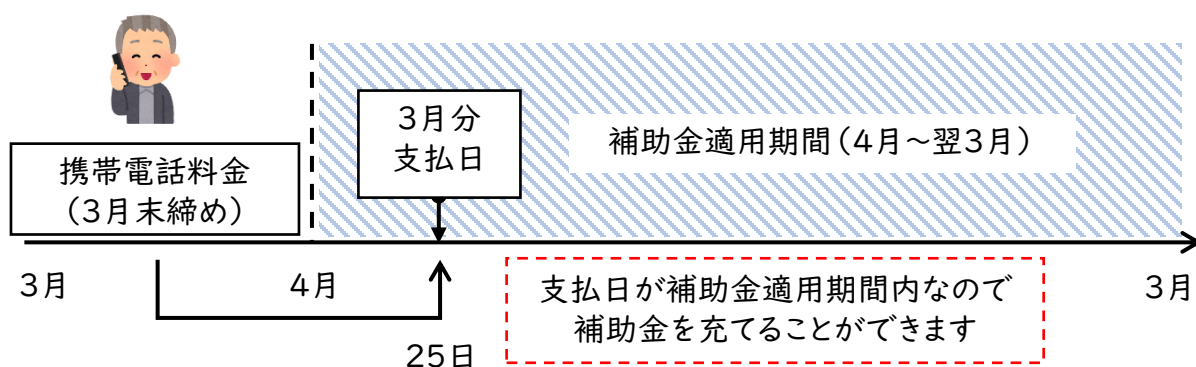 携帯電話料金
(3月末締め)
3月分
支払日
補助金適用期間(4月~翌3月)
3月
4月
25日
支払日が補助金適用期間内なので
補助金を充てることができます
3月